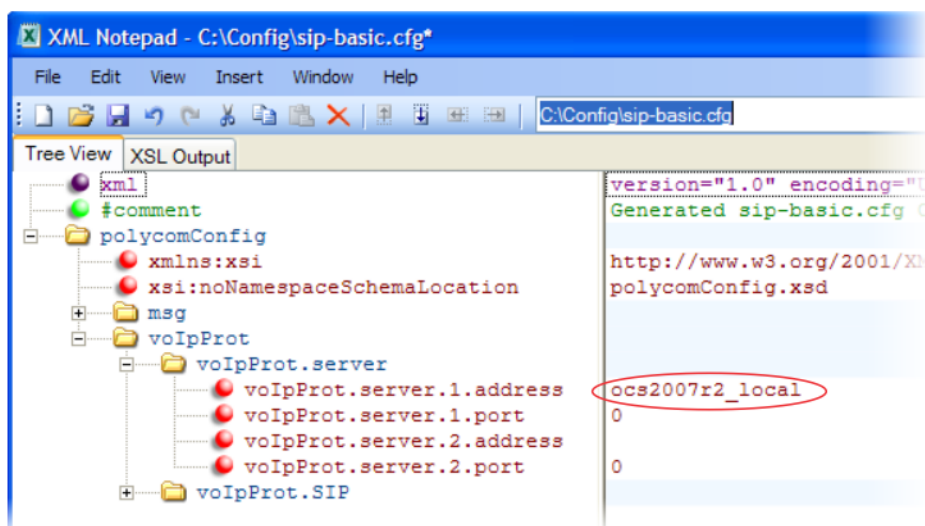 XML Notepad - C:\Config\sip-basic.cfg*
File Edit View Insert Window Help
C:\Config\sip-basic.cfg
Tree View XSL Output
xml version="1.0" encoding="
#comment Generated sip-basic.cfg
polycomConfig
xmlns:xsi http://www.w3.org/2001/XM
xsi:noNamespaceSchemaLocation polycomConfig.xsd
msg
voIpProt
voIpProt.server
voIpProt.server.1.address ocs2007r2_local
voIpProt.server.1.port 0
voIpProt.server.2.address
voIpProt.server.2.port 0
voIpProt.SIP